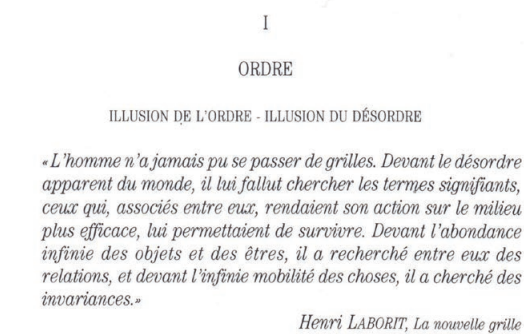 I
ORDRE
ILLUSION DE L'ORDRE - ILLUSION DU DÉSORDRE
«L'homme n'a jamais pu se passer de grilles. Devant le désordre
apparent du monde, il lui fallut chercher les termes signifiants,
ceux qui, associés entre eux, rendaient son action sur le milieu
plus efficace, lui permettaient de survivre. Devant l'abondance
infinie des objets et des êtres, il a recherché entre eux des
relations, et devant l'infinie mobilité des choses, il a cherché des
invariances.»
Henri LABORIT, La nouvelle grille